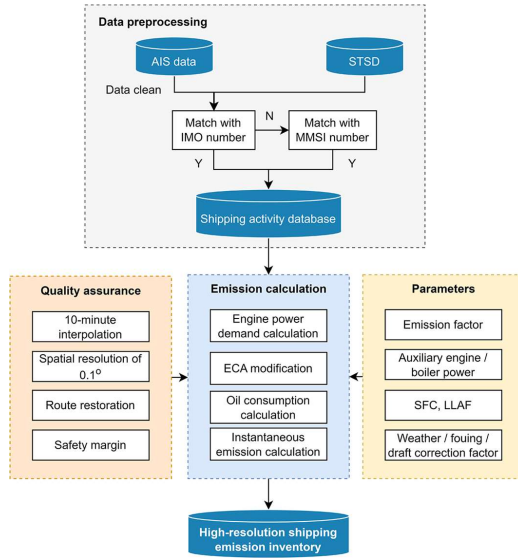 Data preprocessing
AIS data
STSD
Data clean
Match with
IMO number
N
Match with
MMSI number
Y
Y
Shipping activity database
Quality assurance
10-minute
interpolation
Spatial resolution of
0.1⁰
Route restoration
Safety margin
Emission calculation
Engine power
demand calculation
ECA modification
Oil consumption
calculation
Instantaneous
emission calculation
Parameters
Emission factor
Auxiliary engine /
boiler power
SFC, LLAF
Weather / fouing /
draft correction factor
High-resolution shipping
emission inventory